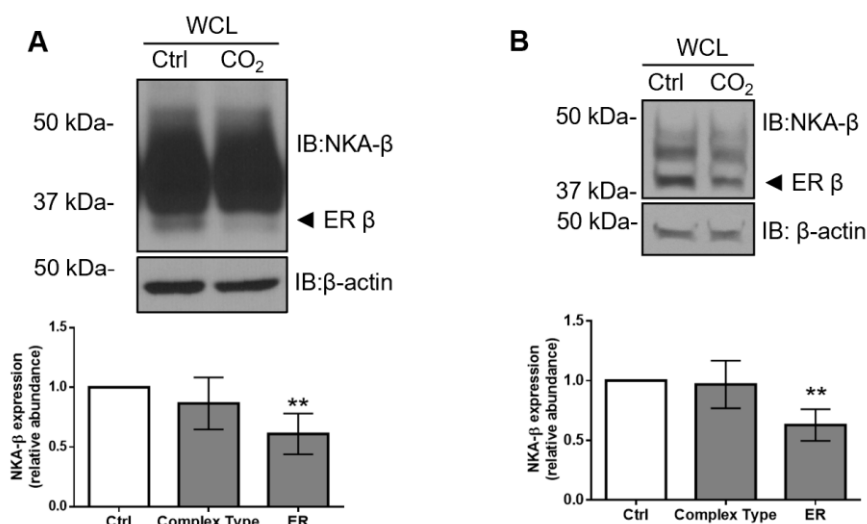 A
WCL
Ctrl CO₂
50 kDa-
IB:NKA-β
37 kDa-
◄ ER β
50 kDa-
IB:β-actin
NKA-β expression
(relative abundance)
1.5
1.0
0.5
0.0
**
Ctrl Complex Type ER
B
WCL
Ctrl CO₂
50 kDa-
IB:NKA-β
37 kDa-
◄ ER β
50 kDa-
IB: β-actin
NKA-β expression
(relative abundance)
1.5
1.0
0.5
0.0
**
Ctrl Complex Type ER